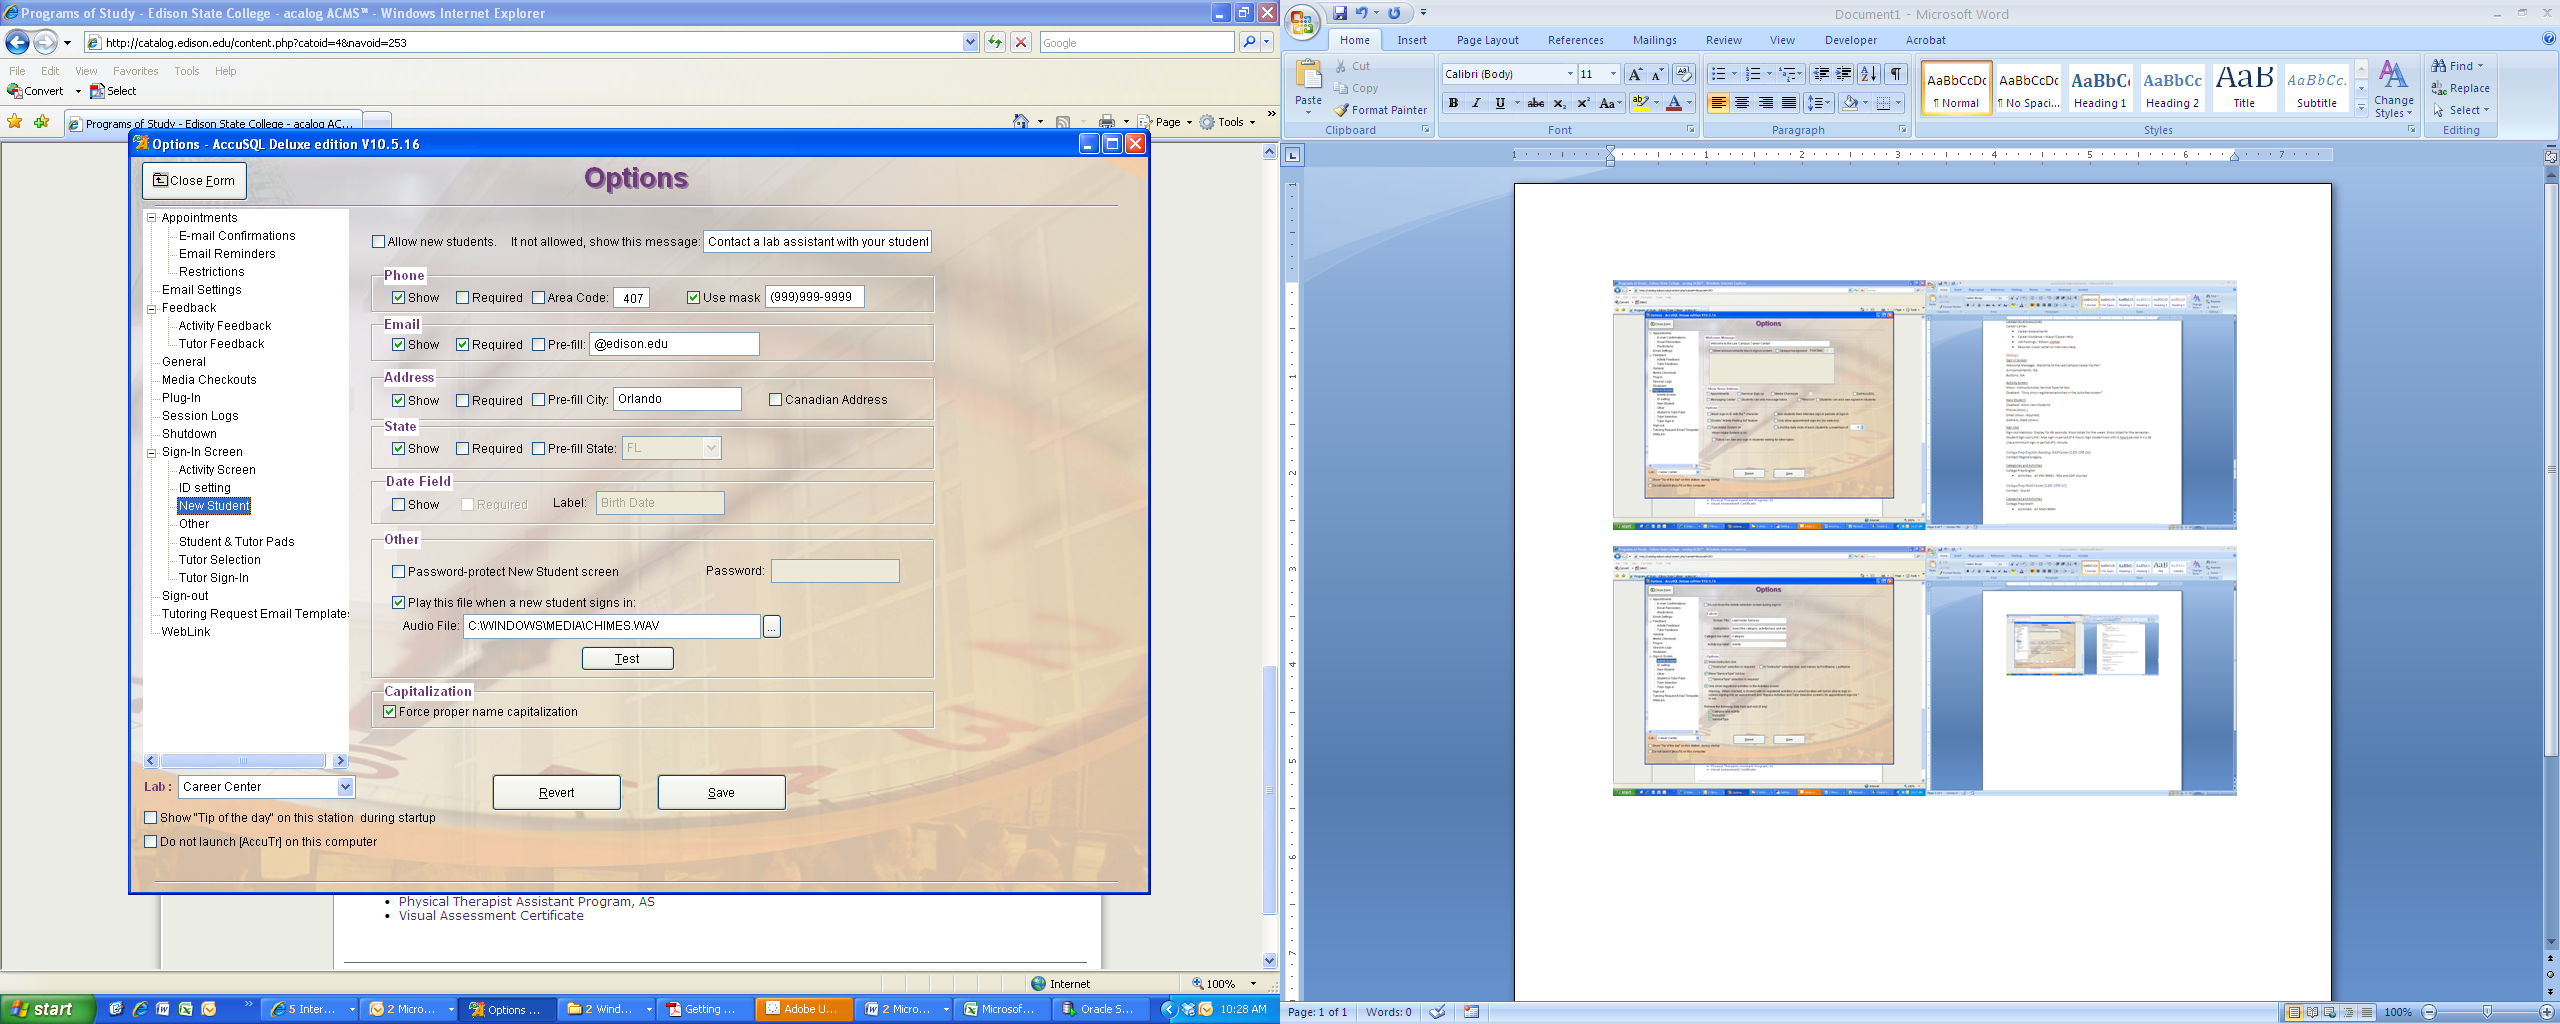 Programs of Study - Edison State College - acalog ACMS™ - Windows Internet Explorer
http://catalog.edison.edu/content.php?catoid=4&navoid=253
Google
File Edit View Favorites Tools Help
Convert Select
Programs of Study - Edison State College - acalog AC...
Page Tools
Options - AccuSQL Deluxe edition V10.5.16
Close Form
Options
Appointments
E-mail Confirmations
Email Reminders
Restrictions
Email Settings
Feedback
Activity Feedback
Tutor Feedback
General
Media Checkouts
Plug-In
Session Logs
Shutdown
Sign-In Screen
Activity Screen
ID setting
New Student
Other
Student & Tutor Pads
Tutor Selection
Tutor Sign-In
Sign-out
Tutoring Request Email Templates
WebLink
Allow new students. It not allowed, show this message: Contact a lab assistant with your student
Phone
Show Required Area Code: 407 Use mask (999)999-9999
Email
Show Required Pre-fill: @edison.edu
Address
Show Required Pre-fill City: Orlando Canadian Address
State
Show Required Pre-fill State: FL
Date Field
Show Required Label: Birth Date
Other
Password-protect New Student screen Password:
Play this file when a new student signs in:
Audio File: C:\WINDOWS\MEDIA\CHIMES.WAV ...
Test
Capitalization
Force proper name capitalization
Lab: Career Center
Revert Save
Show "Tip of the day" on this station during startup
Do not launch [AccuTr] on this computer
Physical Therapist Assistant Program, AS
Visual Assessment Certificate
Internet 100%
start 5 Inter... 2 Micro... Options ... 2 Wind... Getting ... Adobe U... 2 Micro... Microsof... Oracle S... 10:28 AM
Document1 - Microsoft Word
Home Insert Page Layout References Mailings Review View Developer Acrobat
Paste
Cut
Copy
Format Painter
Clipboard
Calibri (Body) 11
Font
Paragraph
AaBbCcDc AaBbCcDc AaBbC AaBbCc AaB AaBbCc.
¶ Normal ¶ No Spaci... Heading 1 Heading 2 Title Subtitle
Change Styles
Styles
Find
Replace
Select
Editing
Options
Options
Page: 1 of 1 Words: 0 100%